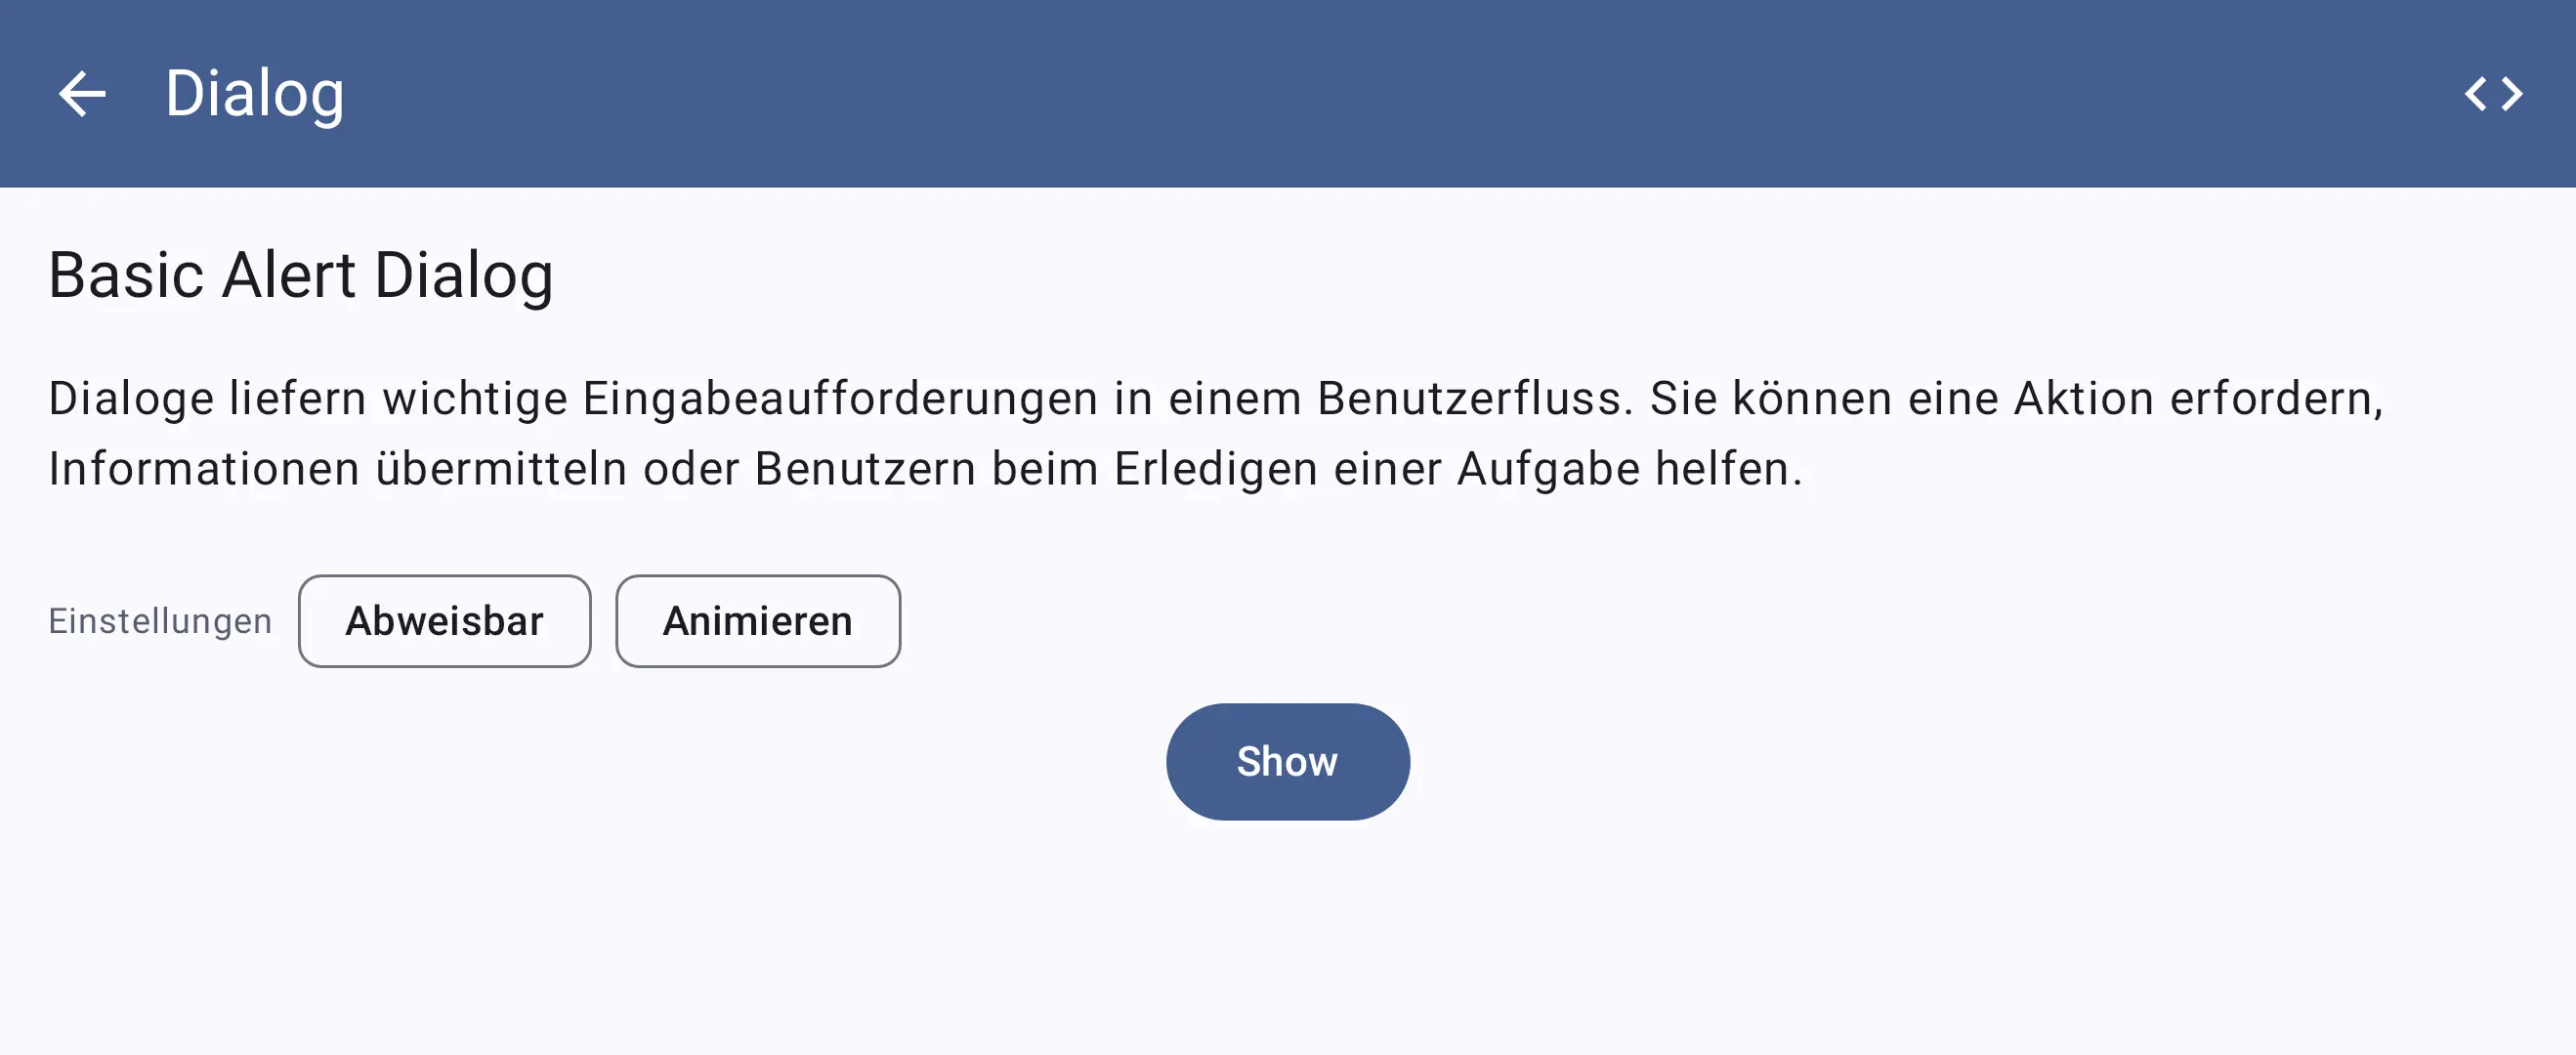 Dialog
Basic Alert Dialog
Dialoge liefern wichtige Eingabeaufforderungen in einem Benutzerfluss. Sie können eine Aktion erfordern,
Informationen übermitteln oder Benutzern beim Erledigen einer Aufgabe helfen.
Einstellungen Abweisbar Animieren
Show